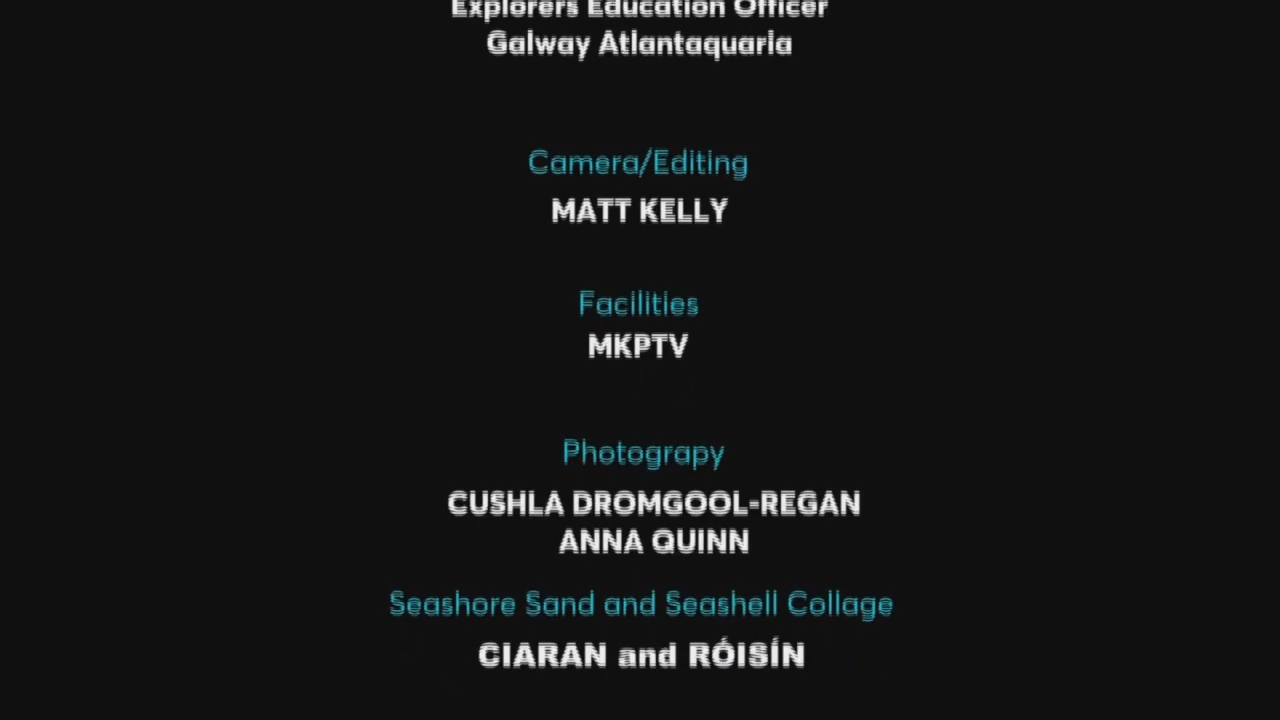 Explorers Education Officer
Galway Atlantaquaria
Camera/Editing
MATT KELLY
Facilities
MKPTV
Photograpy
CUSHLA DROMGOOL-REGAN
ANNA QUINN
Seashore Sand and Seashell Collage
CIARAN and RÓISÍN